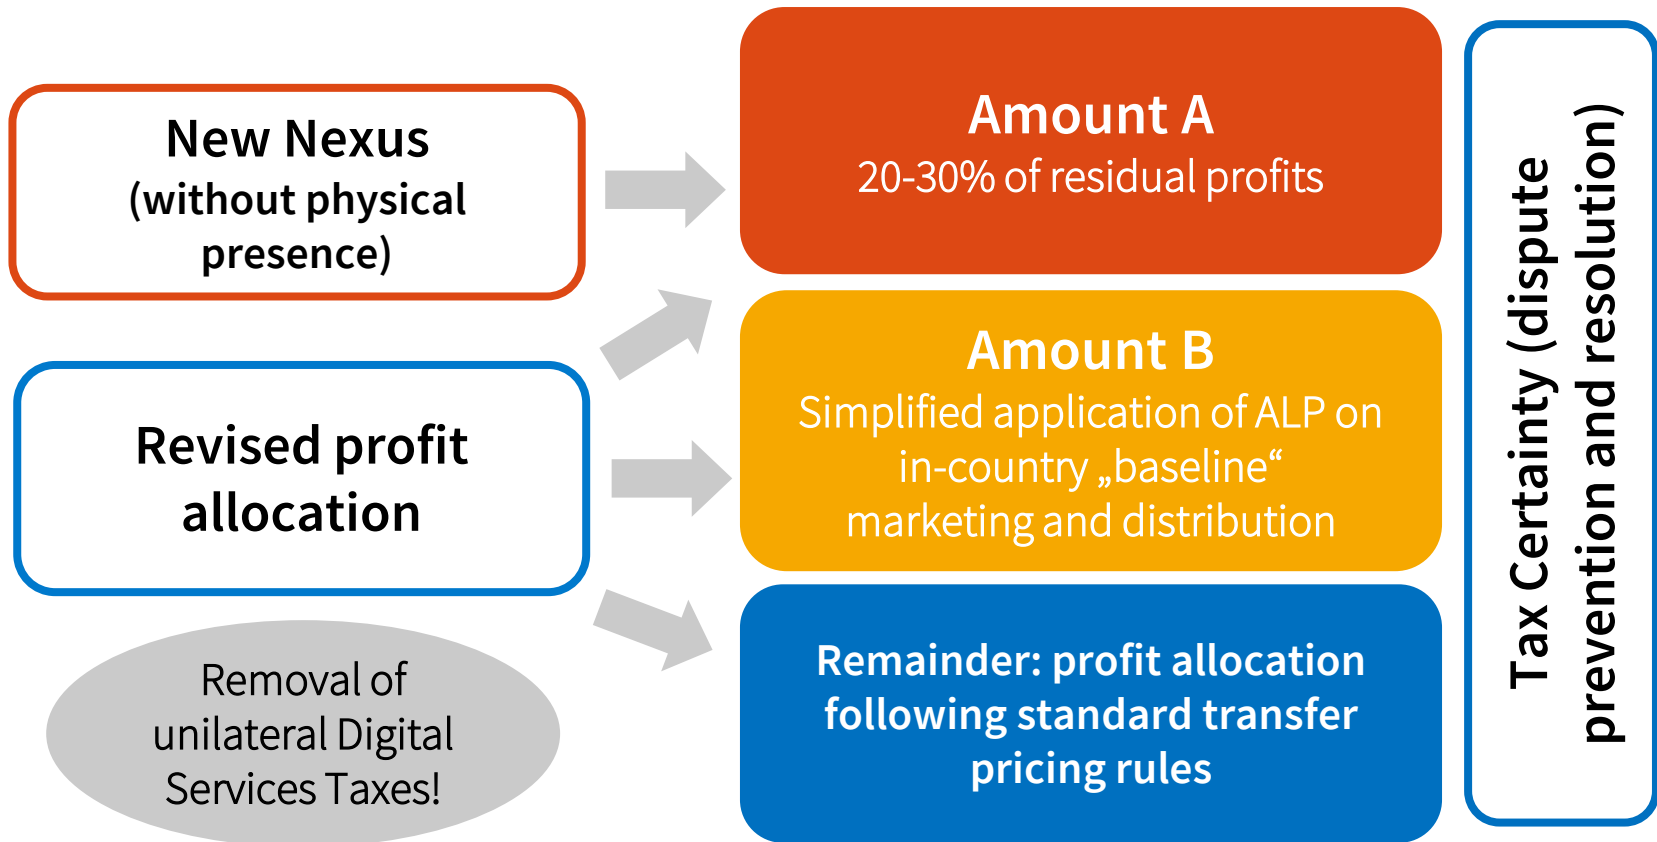 New Nexus
(without physical
presence)
Revised profit
allocation
Removal of
unilateral Digital
Services Taxes!
Amount A
20-30% of residual profits
Amount B
Simplified application of ALP on
in-country „baseline“
marketing and distribution
Remainder: profit allocation
following standard transfer
pricing rules
Tax Certainty (dispute
prevention and resolution)